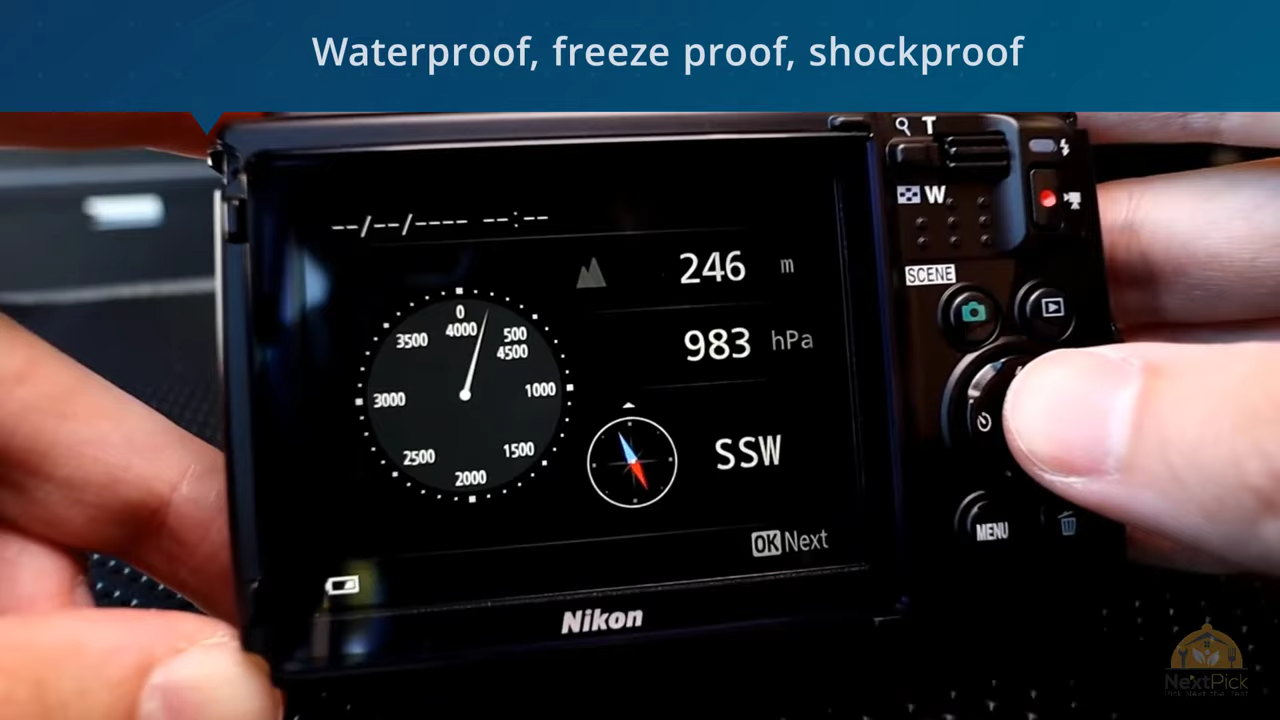 Waterproof, freeze proof, shockproof
T
W
--/--/---- --:--
246 m
983 hPa
SCENE
0
4000
500
4500
1000
1500
2000
2500
3000
3500
SSW
OK Next
MENU
Nikon
NextPick